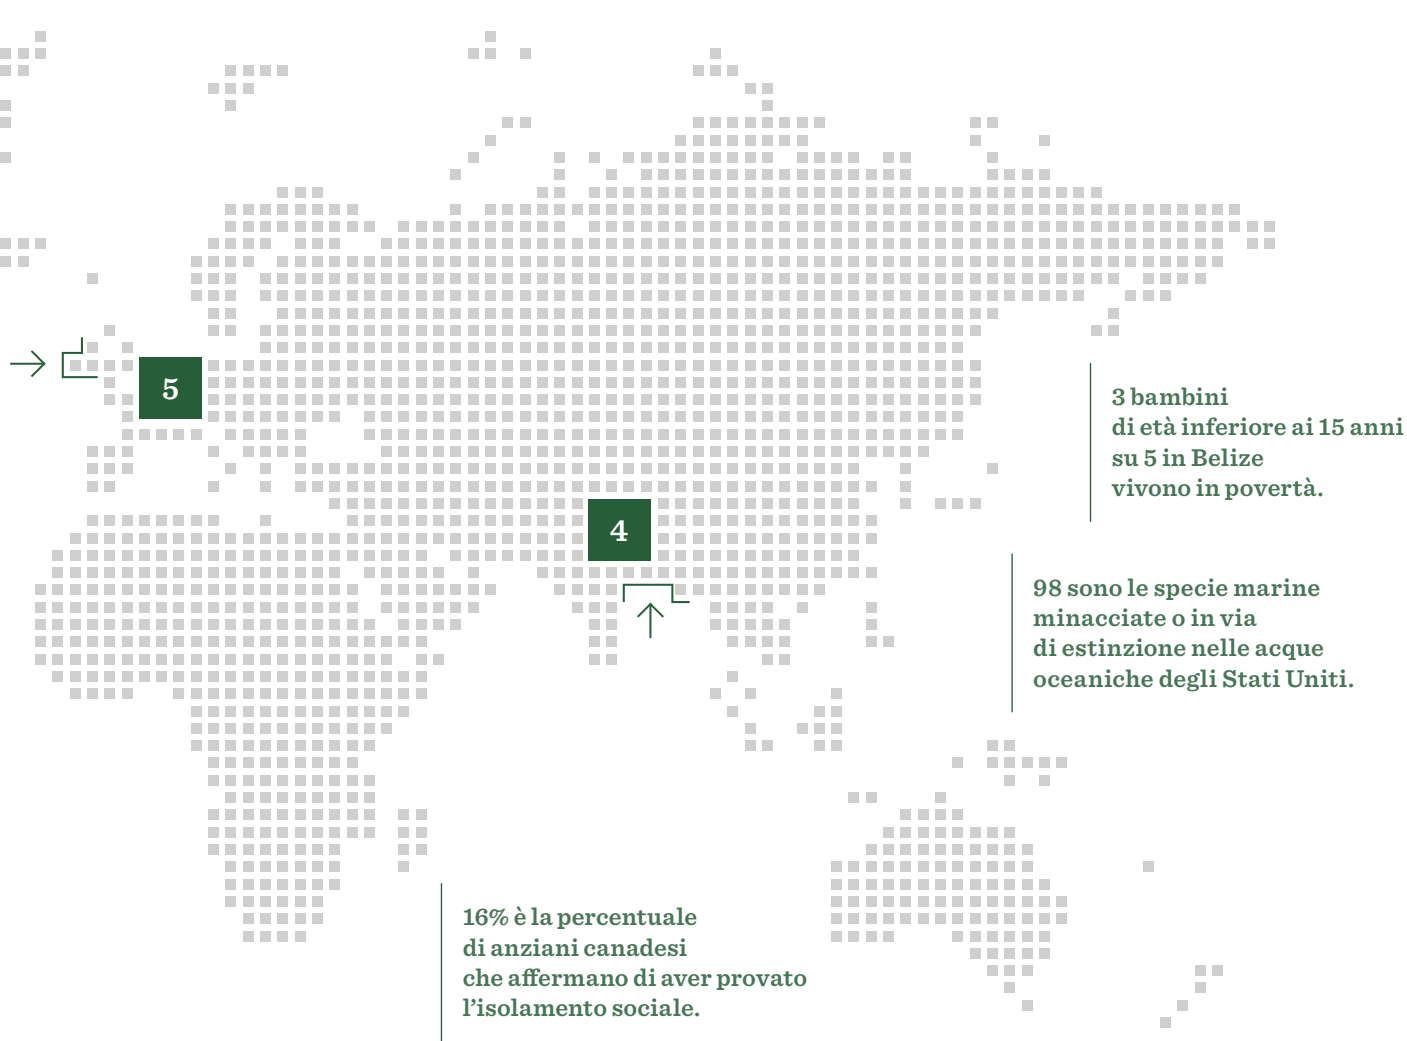 5
3 bambini
di età inferiore ai 15 anni
su 5 in Belize
vivono in povertà.
4
98 sono le specie marine
minacciate o in via
di estinzione nelle acque
oceaniche degli Stati Uniti.
16% è la percentuale
di anziani canadesi
che affermano di aver provato
l’isolamento sociale.